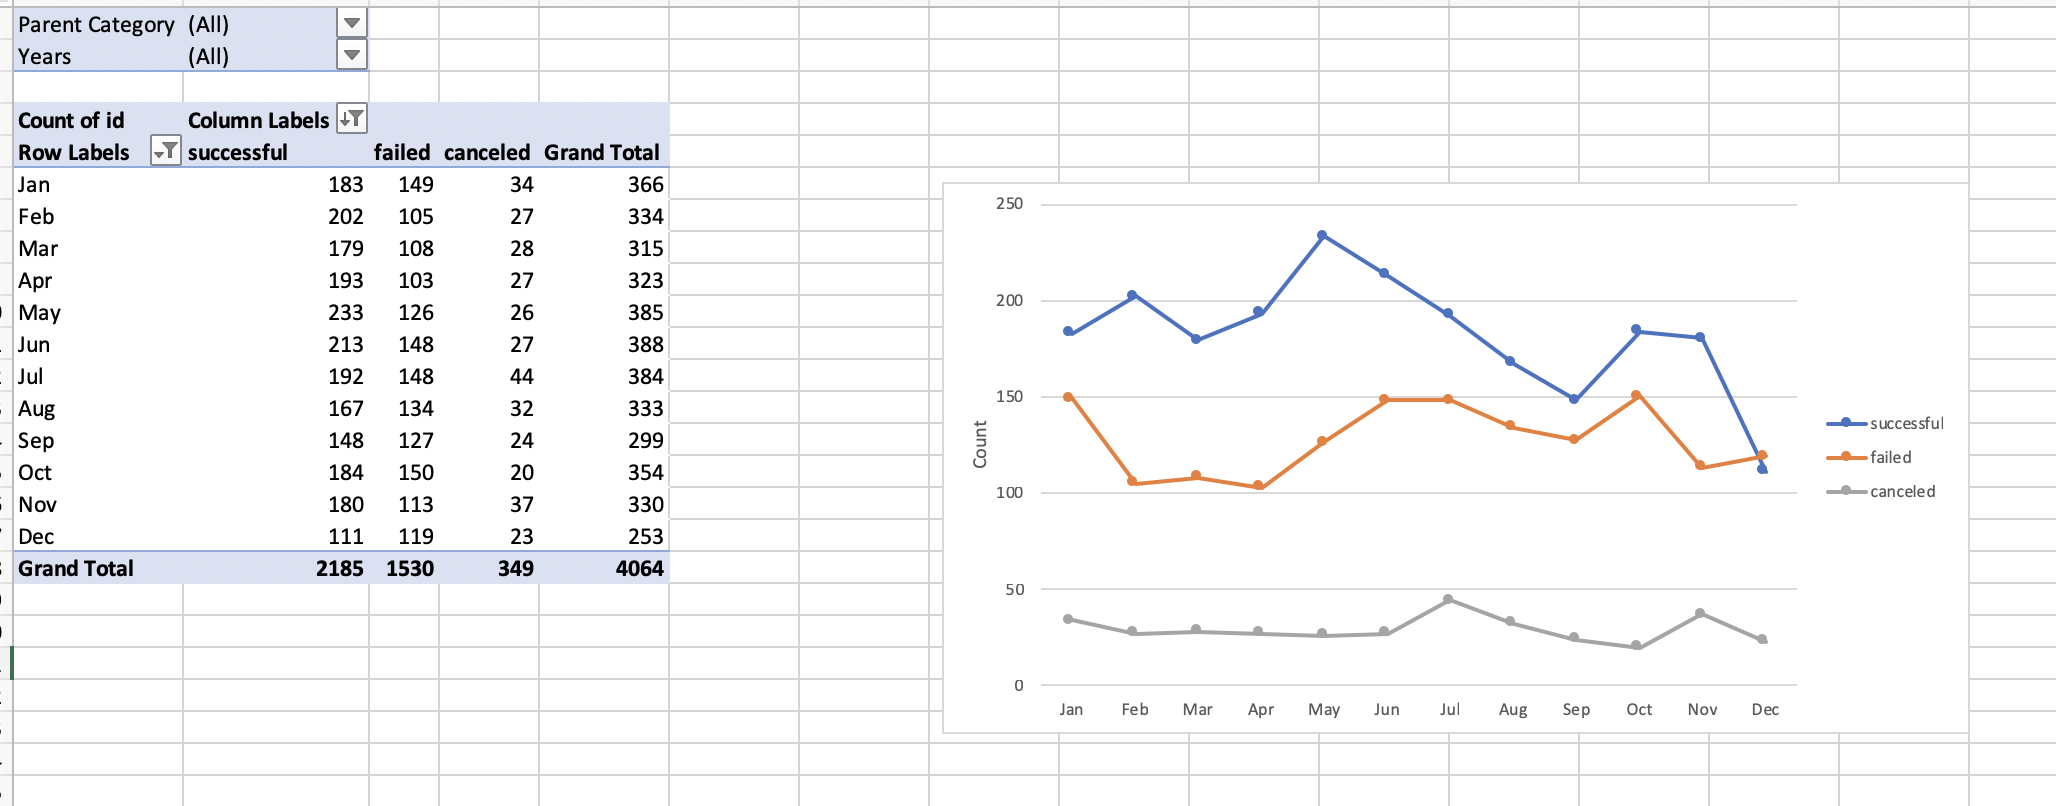 Parent Category (All)
Years (All)
Count of id Column Labels
Row Labels successful failed canceled Grand Total
Jan 183 149 34 366
Feb 202 105 27 334
Mar 179 108 28 315
Apr 193 103 27 323
May 233 126 26 385
Jun 213 148 27 388
Jul 192 148 44 384
Aug 167 134 32 333
Sep 148 127 24 299
Oct 184 150 20 354
Nov 180 113 37 330
Dec 111 119 23 253
Grand Total 2185 1530 349 4064
250
200
150
100
50
0
Count
Jan Feb Mar Apr May Jun Jul Aug Sep Oct Nov Dec
successful
failed
canceled